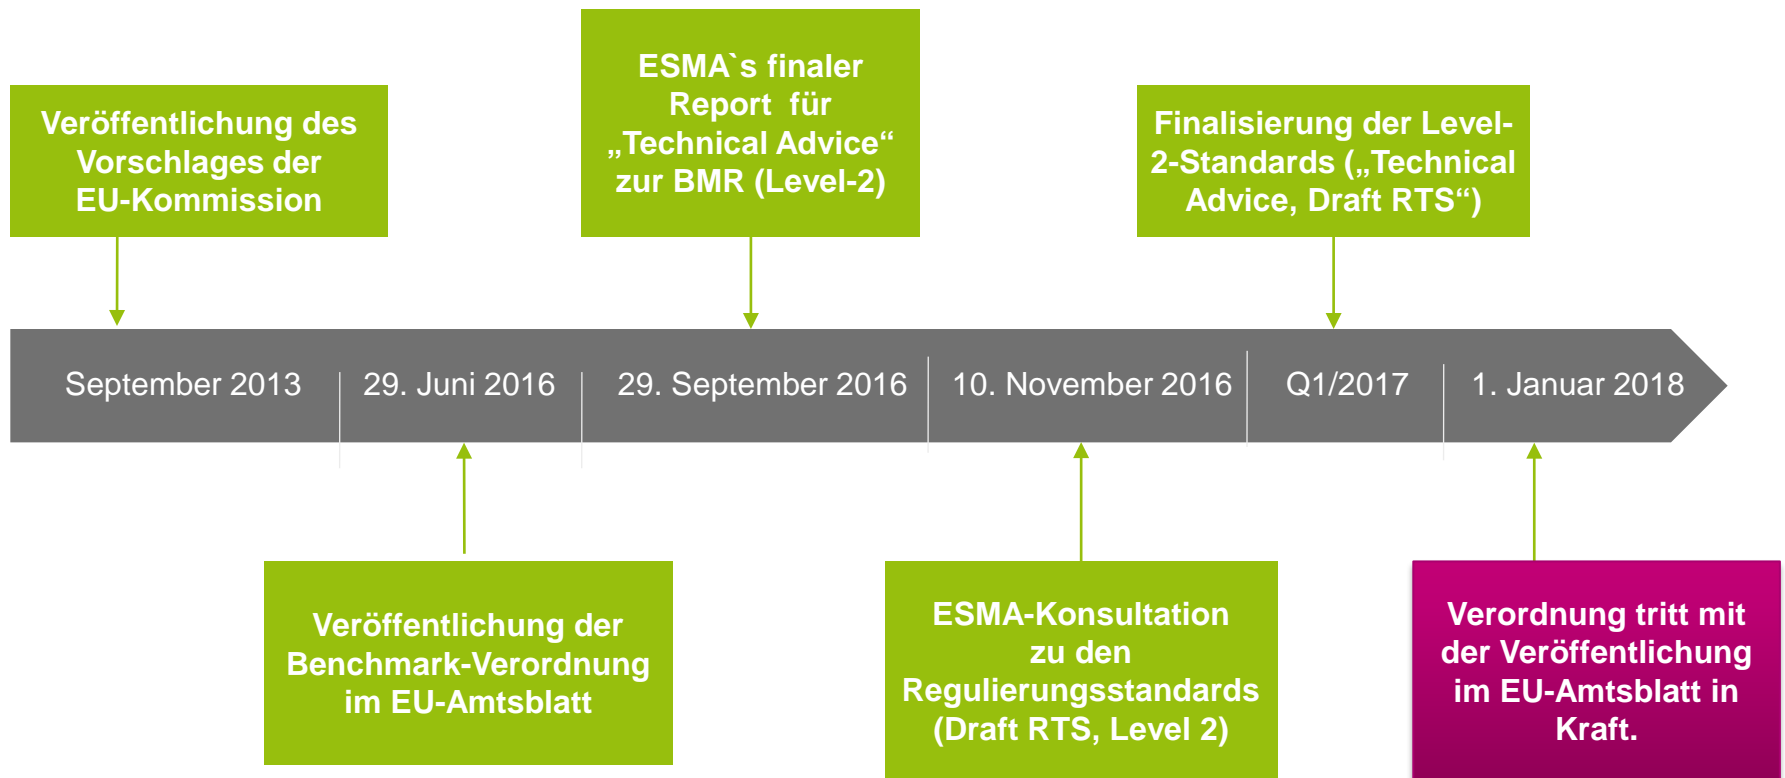 Veröffentlichung des
Vorschlages der
EU-Kommission
ESMA`s finaler
Report  für
„Technical Advice“
zur BMR (Level-2)
Finalisierung der Level-
2-Standards („Technical
Advice, Draft RTS“)
September 2013
29. Juni 2016
29. September 2016
10. November 2016
Q1/2017
1. Januar 2018
Veröffentlichung der
Benchmark-Verordnung
im EU-Amtsblatt
ESMA-Konsultation
zu den
Regulierungsstandards
(Draft RTS, Level 2)
Verordnung tritt mit
der Veröffentlichung
im EU-Amtsblatt in
Kraft.